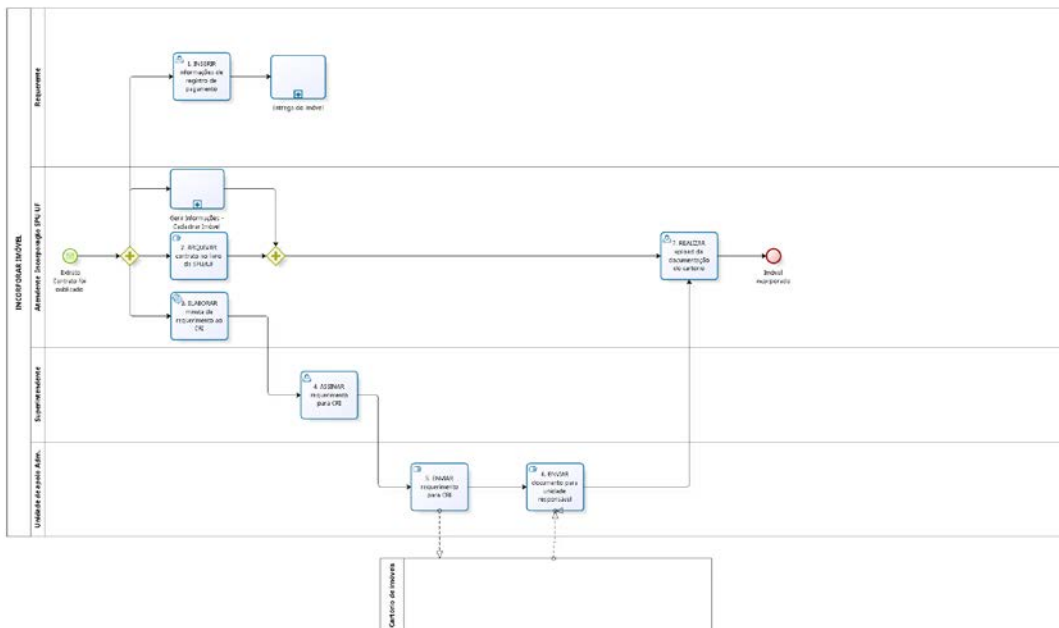 INCORPORAR IMÓVEL
Requerente
1. INSERIR
informações de
registro de
pagamento
Entrega do Imóvel
Atendente Incorporação SPU UF
Extrato
Contrato foi
publicado
Gerir Informações -
Cadastrar Imóvel
2. ARQUIVAR
contrato no livro
da SPU/UF
3. ELABORAR
minuta de
requerimento ao
CRI
7. REALIZAR
upload da
documentação
do cartorio
Imóvel
incorporado
Superintendente
4. ASSINAR
requerimento
para CRI
Unidade de apoio Adm.
5. ENVIAR
requerimento
para CRI
ENVIAR
documento para
unidade
responsável
Cartório de Imóveis